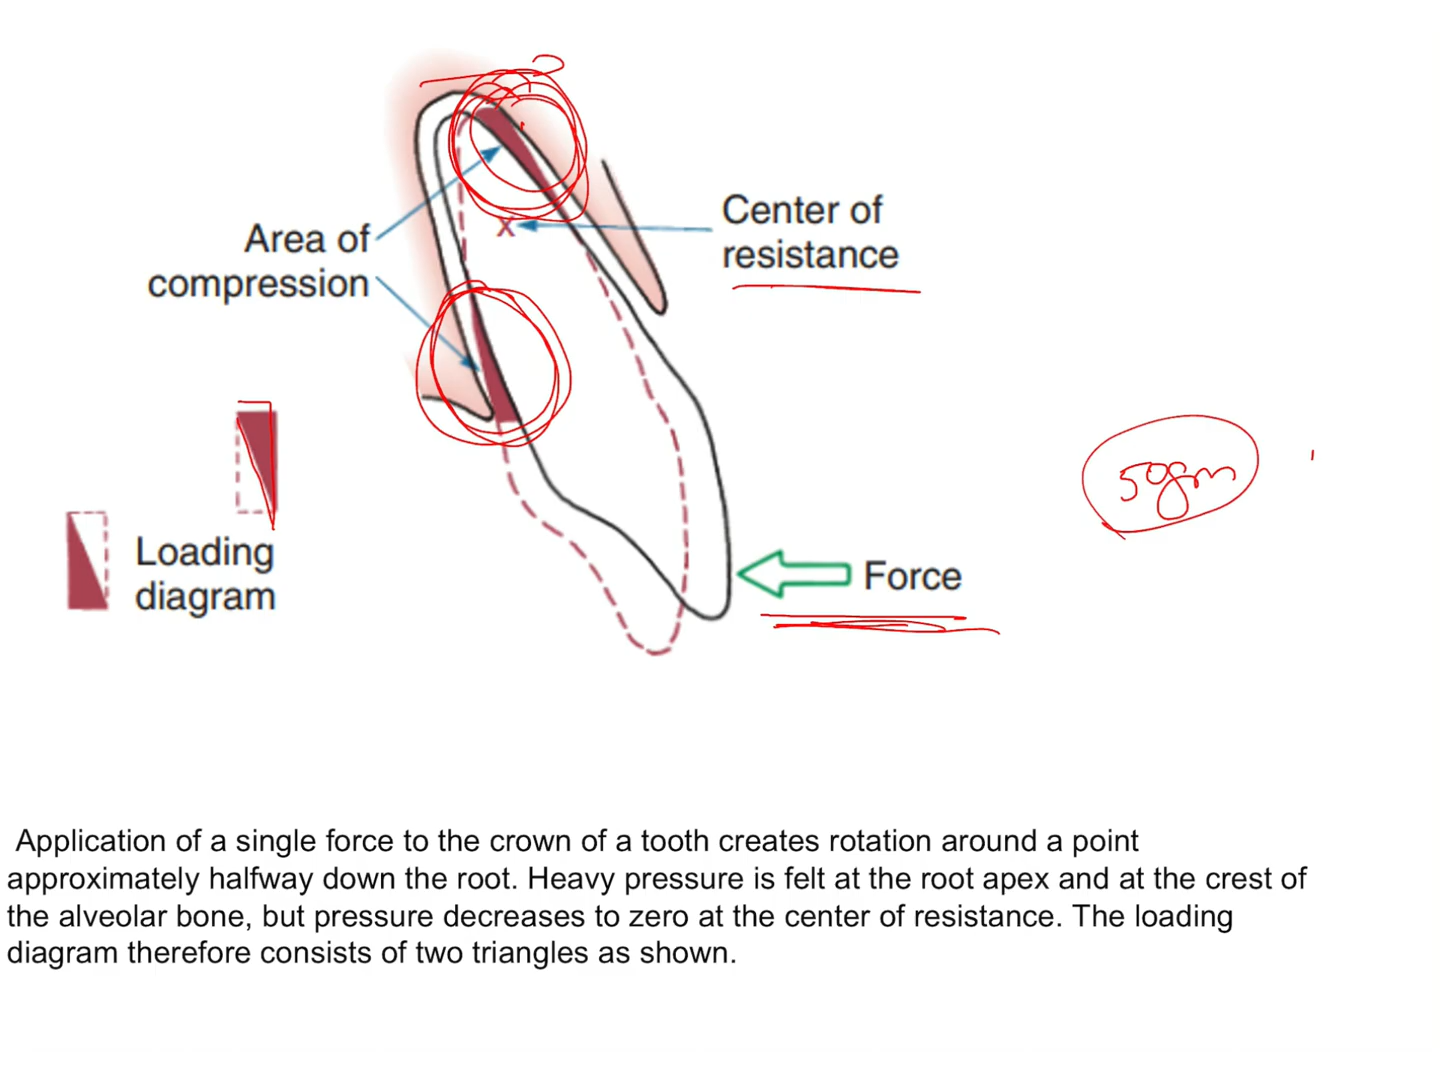 Center of
resistance
Area of
compression
Loading
diagram
Force
50gm
Application of a single force to the crown of a tooth creates rotation around a point
approximately halfway down the root. Heavy pressure is felt at the root apex and at the crest of
the alveolar bone, but pressure decreases to zero at the center of resistance. The loading
diagram therefore consists of two triangles as shown.